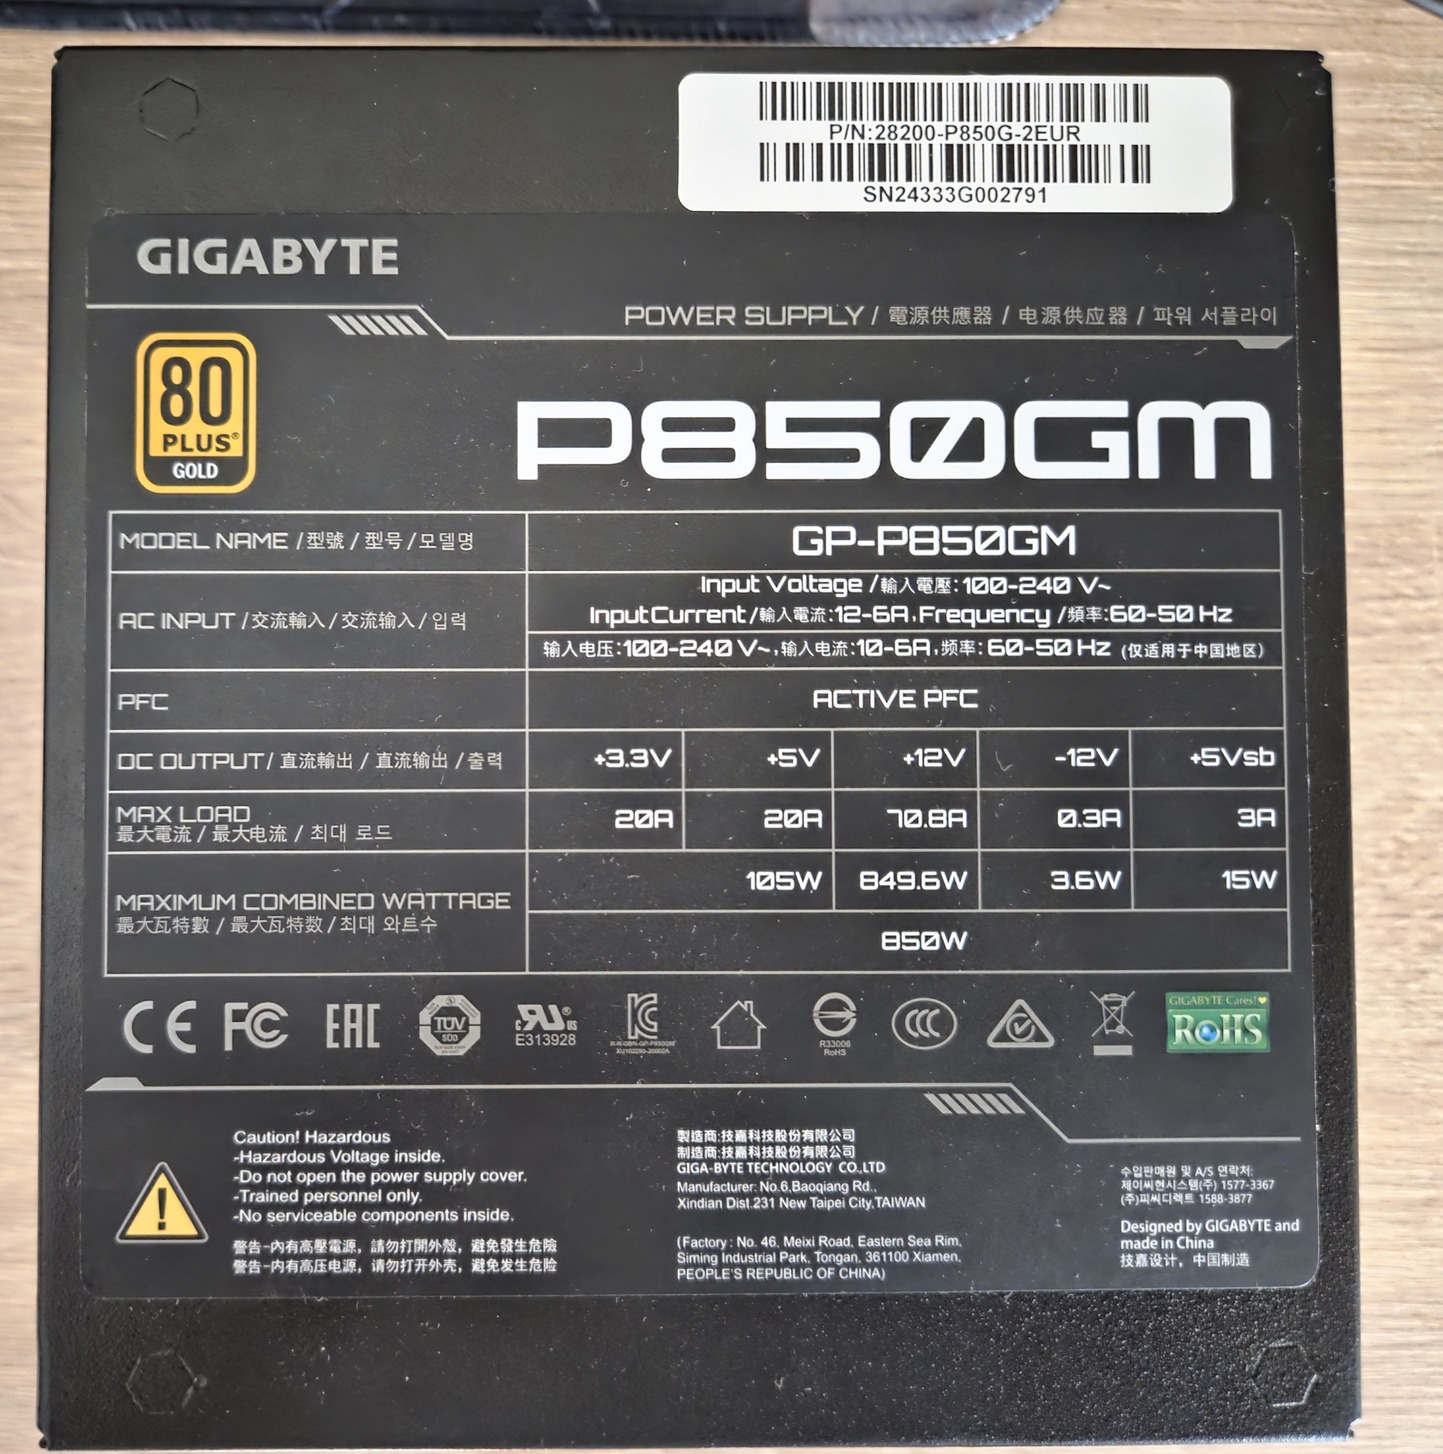 P/N:28200-P850G-2EUR
SN24333G002791
GIGABYTE
POWER SUPPLY / 電源供應器 / 电源供应器 / 파워 서플라이
80
PLUS®
GOLD
P850GM
MODEL NAME / 型號 / 型号 / 모델명
GP-P850GM
AC INPUT / 交流輸入 / 交流输入 / 입력
Input Voltage / 輸入電壓: 100-240 V~
Input Current / 輸入電流: 12-6A, Frequency / 頻率: 60-50 Hz
输入电压: 100-240 V~, 输入电流: 10-6A, 频率: 60-50 Hz (仅适用于中国地区)
PFC
ACTIVE PFC
DC OUTPUT / 直流輸出 / 直流输出 / 출력
+3.3V +5V +12V -12V +5Vsb
MAX LOAD
最大電流 / 最大电流 / 최대 로드
20A 20A 70.8A 0.3A 3A
MAXIMUM COMBINED WATTAGE
最大瓦特數 / 最大瓦特数 / 최대 와트수
105W 849.6W 3.6W 15W
850W
CE FC EAC
TÜV
SÜD
c RU® us
E313928
R33006
RoHS
CCC
GIGABYTE Cares!
RoHS
Caution! Hazardous
-Hazardous Voltage inside.
-Do not open the power supply cover.
-Trained personnel only.
-No serviceable components inside.
警告-內有高壓電源，請勿打開外殼，避免發生危險
警告-内有高压电源，请勿打开外壳，避免发生危险
製造商:技嘉科技股份有限公司
制造商:技嘉科技股份有限公司
GIGA-BYTE TECHNOLOGY CO.,LTD
Manufacturer: No.6,Baoqiang Rd.,
Xindian Dist.231 New Taipei City,TAIWAN
(Factory : No. 46, Meixi Road, Eastern Sea Rim,
Siming Industrial Park, Tongan, 361100 Xiamen,
PEOPLE'S REPUBLIC OF CHINA)
수입판매원 및 A/S 연락처:
제이씨현시스템(주) 1577-3367
(주)피씨디렉트 1588-3877
Designed by GIGABYTE and
made in China
技嘉设计，中国制造